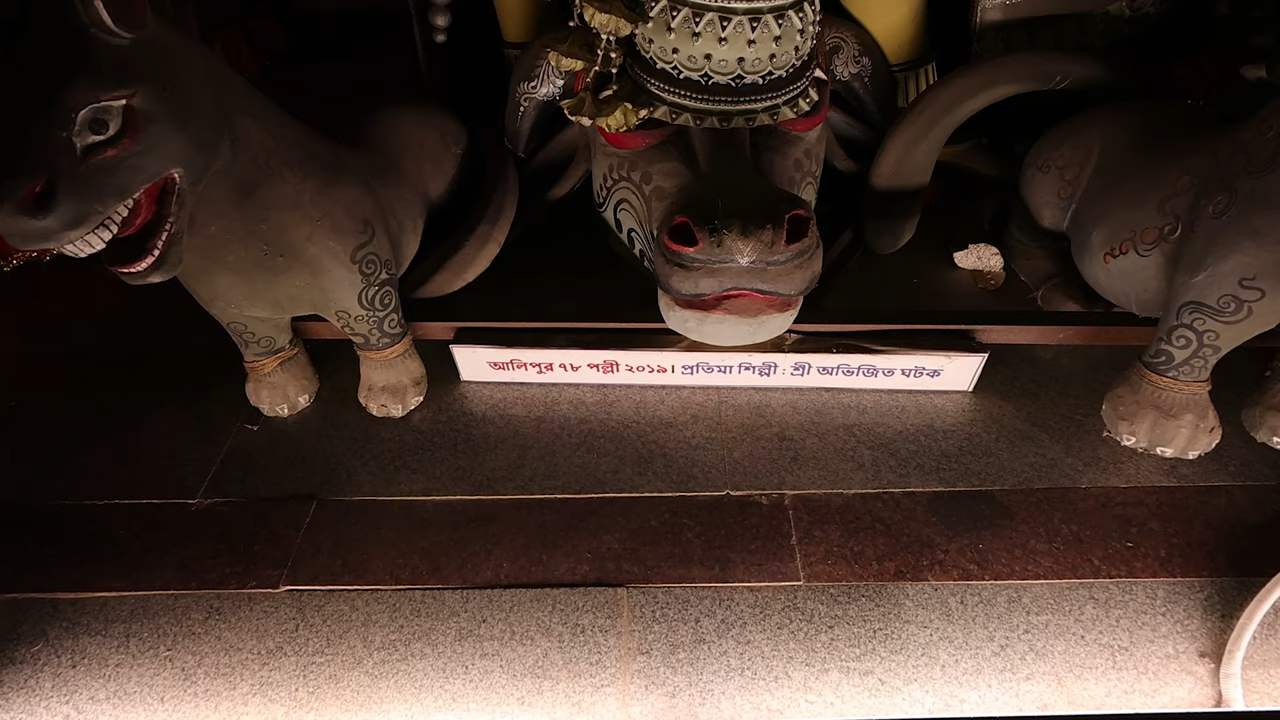 আলিপুর ৭৮ পল্লী ২০১৯। প্রতিমা শিল্পী : শ্রী অভিজিত ঘটক